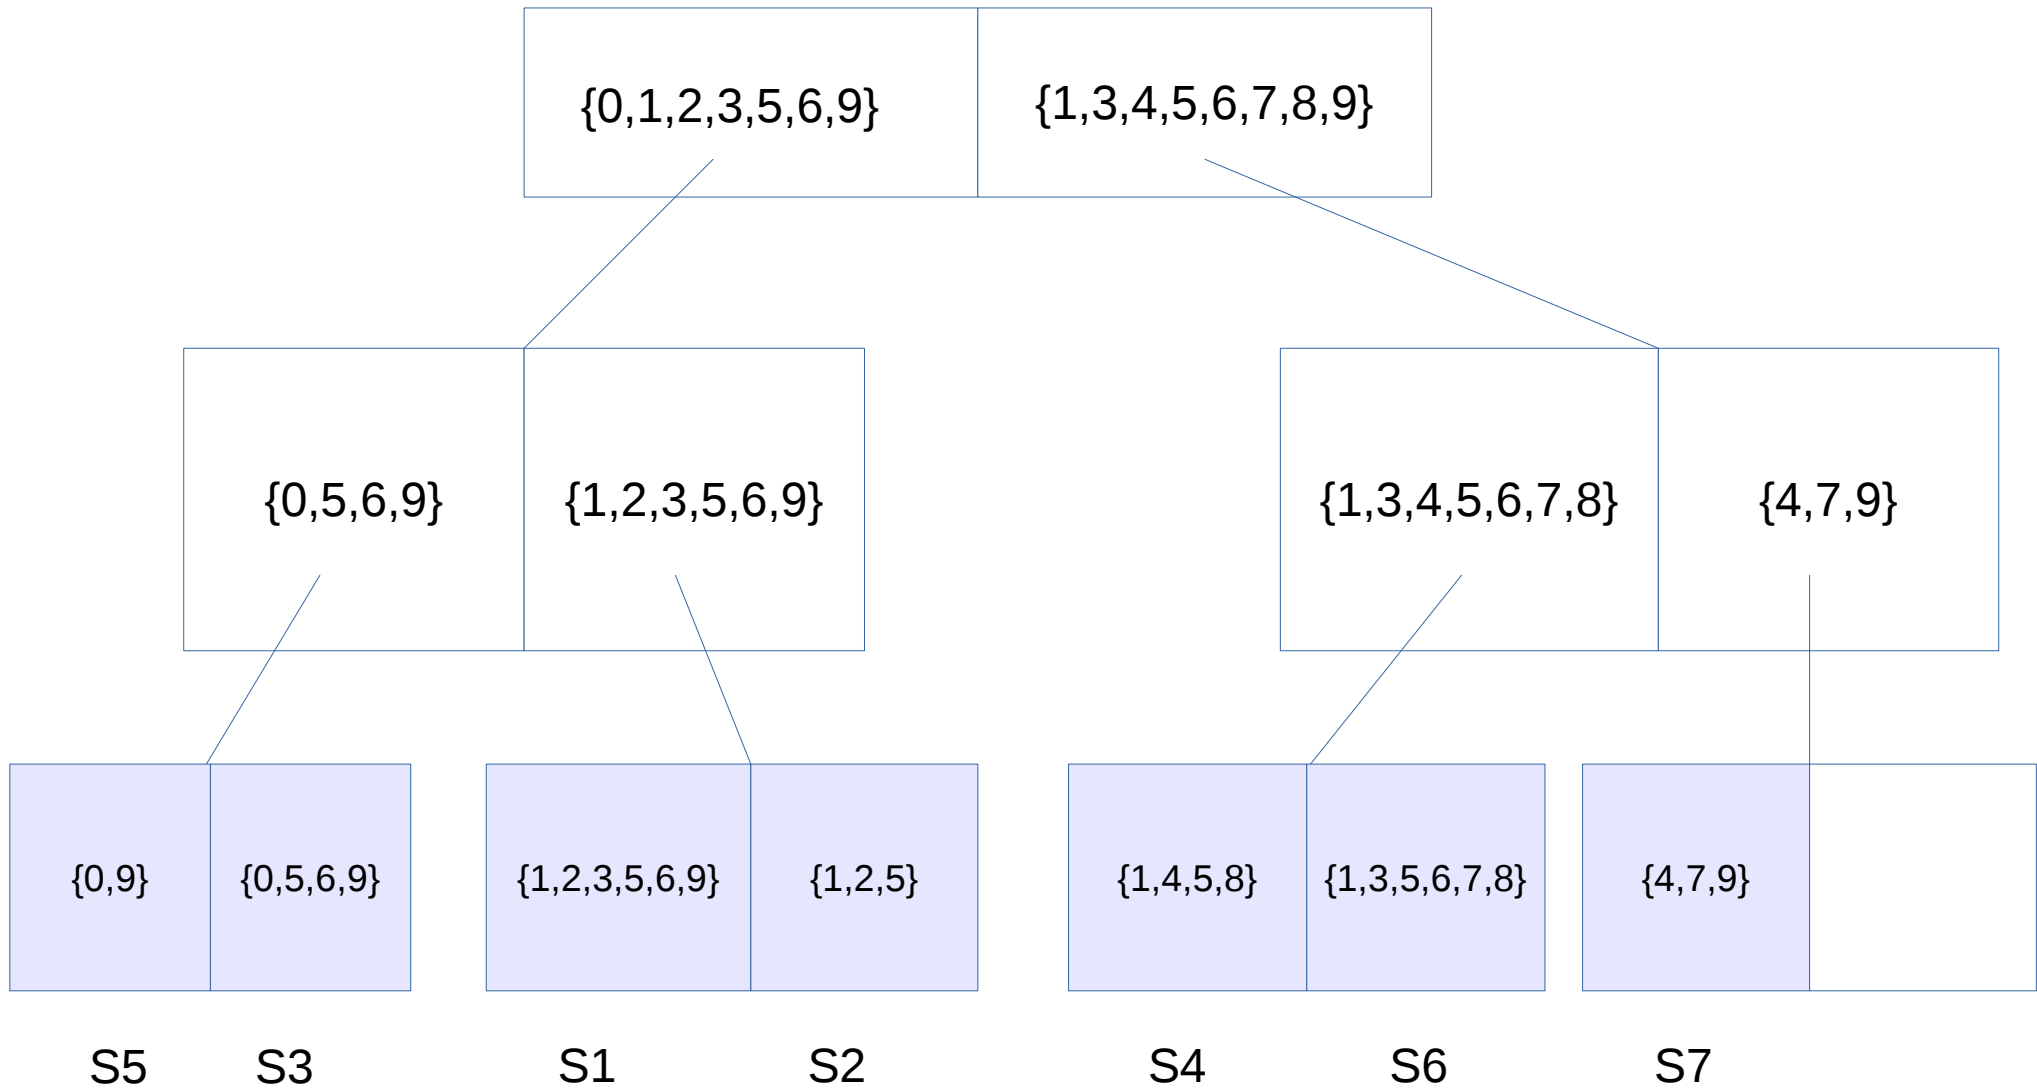 {0,1,2,3,5,6,9} {1,3,4,5,6,7,8,9}
{0,5,6,9} {1,2,3,5,6,9} {1,3,4,5,6,7,8} {4,7,9}
{0,9} {0,5,6,9} {1,2,3,5,6,9} {1,2,5} {1,4,5,8} {1,3,5,6,7,8} {4,7,9}
S5 S3 S1 S2 S4 S6 S7